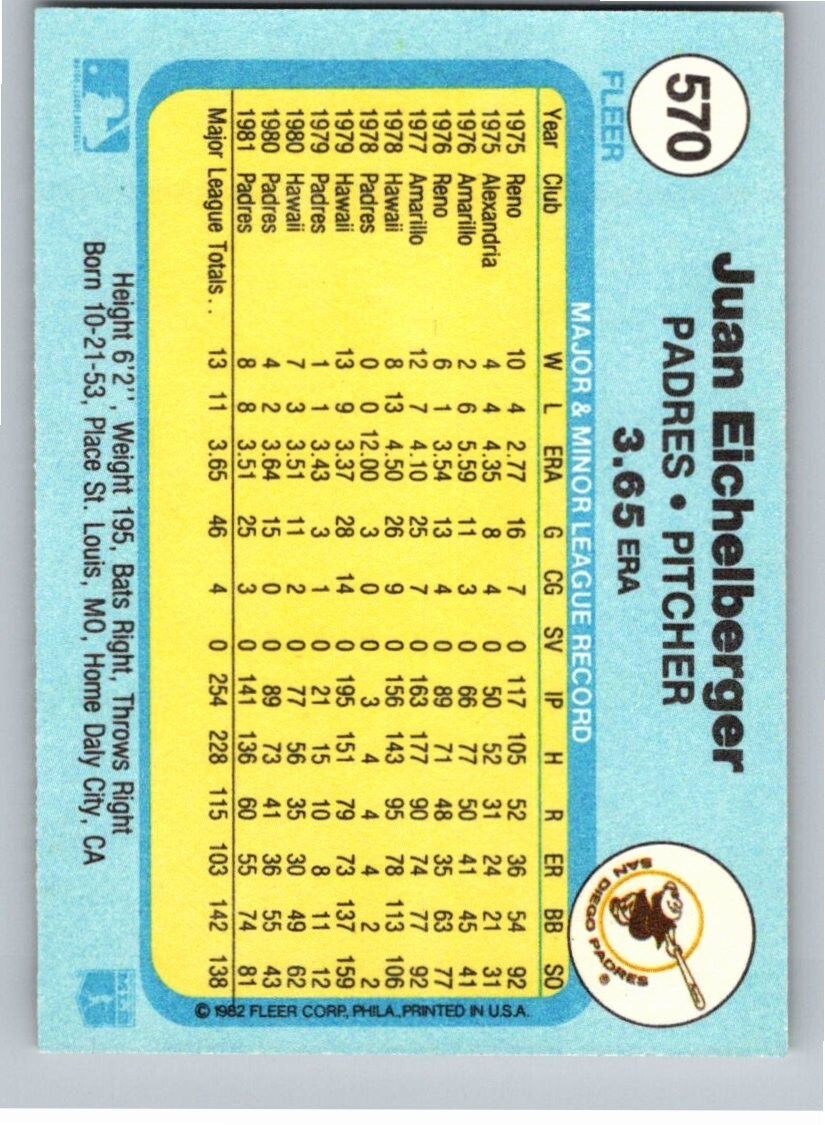 570
FLEER
Juan Eichelberger
PADRES • PITCHER
3.65 ERA
SAN DIEGO PADRES ®
MAJOR & MINOR LEAGUE RECORD
Year Club W L ERA G CG SV IP H R ER BB SO
1975 Reno 10 4 2.77 16 7 0 117 105 52 36 54 92
1975 Alexandria 4 4 4.35 8 4 0 50 52 31 24 21 31
1976 Amarillo 2 6 5.59 11 3 0 66 77 50 41 45 41
1976 Reno 6 1 3.54 13 4 0 89 71 48 35 63 77
1977 Amarillo 12 7 4.10 25 7 0 163 177 90 74 77 92
1978 Hawaii 8 13 4.50 26 9 0 156 143 95 78 113 106
1978 Padres 0 0 12.00 3 0 0 3 4 4 4 2 2
1979 Hawaii 13 9 3.37 28 14 0 195 151 79 73 137 159
1979 Padres 1 1 3.43 3 1 0 21 15 10 8 11 12
1980 Hawaii 7 3 3.51 11 2 0 77 56 35 30 49 62
1980 Padres 4 2 3.64 15 0 0 89 73 41 36 55 43
1981 Padres 8 8 3.51 25 3 0 141 136 60 55 74 81
Major League Totals . . 13 11 3.65 46 4 0 254 228 115 103 142 138
© 1982 FLEER CORP., PHILA., PRINTED IN U.S.A.
Height 6'2", Weight 195, Bats Right, Throws Right
Born 10-21-53, Place St. Louis, MO, Home Daly City, CA